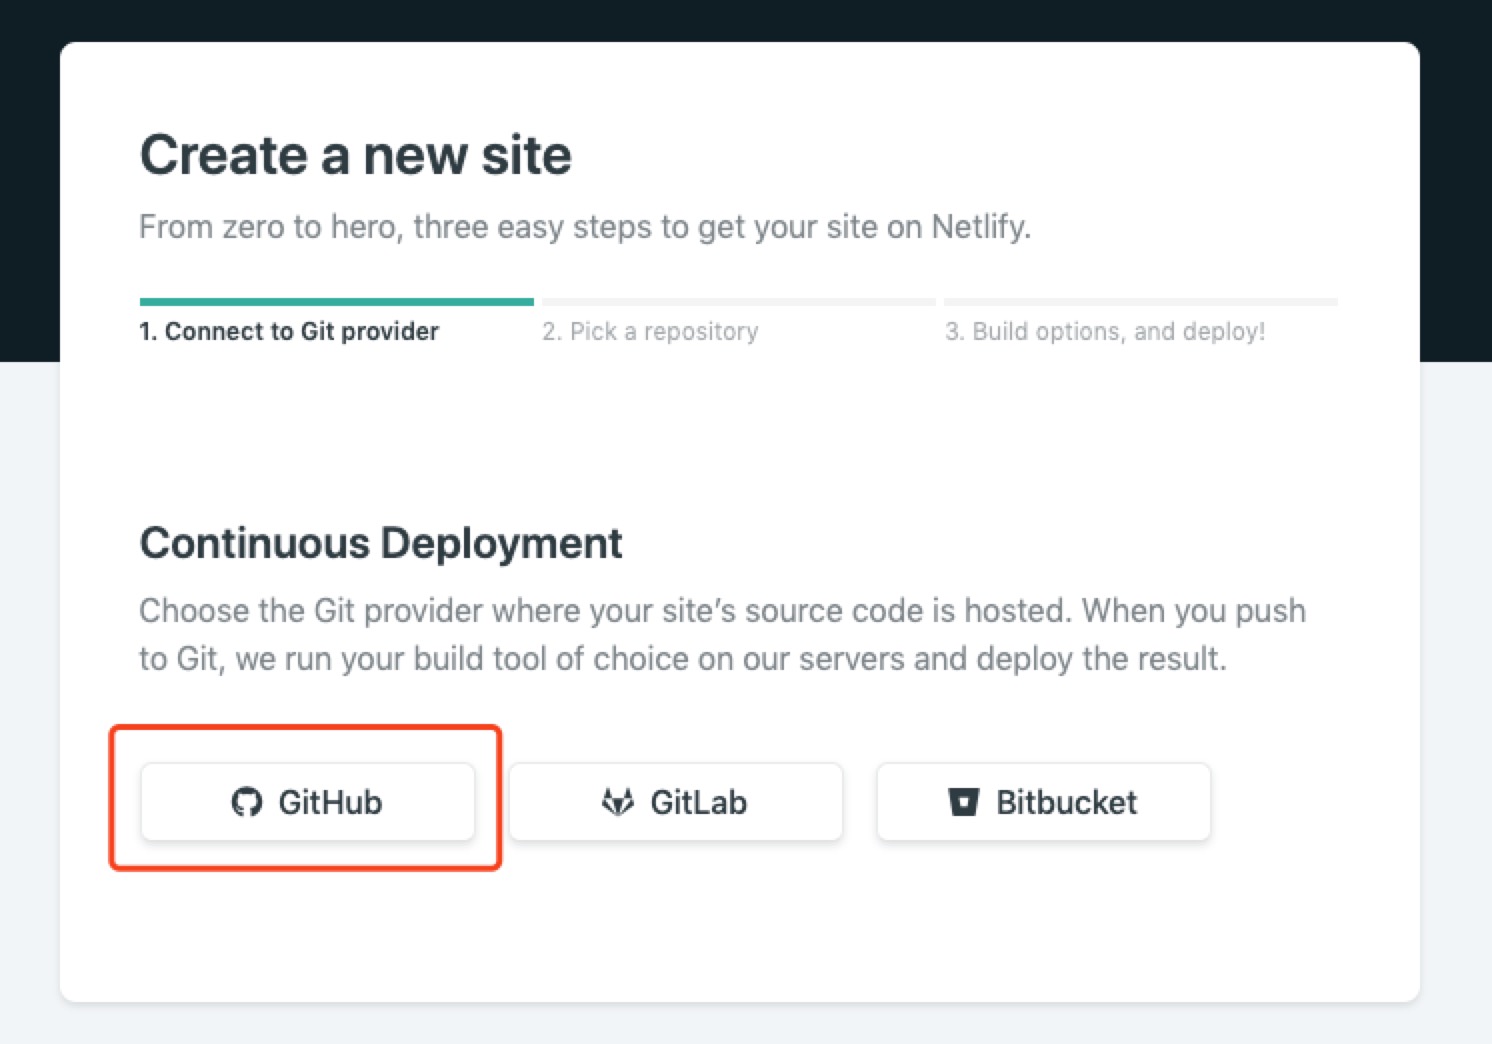 Create a new site
From zero to hero, three easy steps to get your site on Netlify.
1. Connect to Git provider
2. Pick a repository
3. Build options, and deploy!
Continuous Deployment
Choose the Git provider where your site’s source code is hosted. When you push
to Git, we run your build tool of choice on our servers and deploy the result.
GitHub
GitLab
Bitbucket